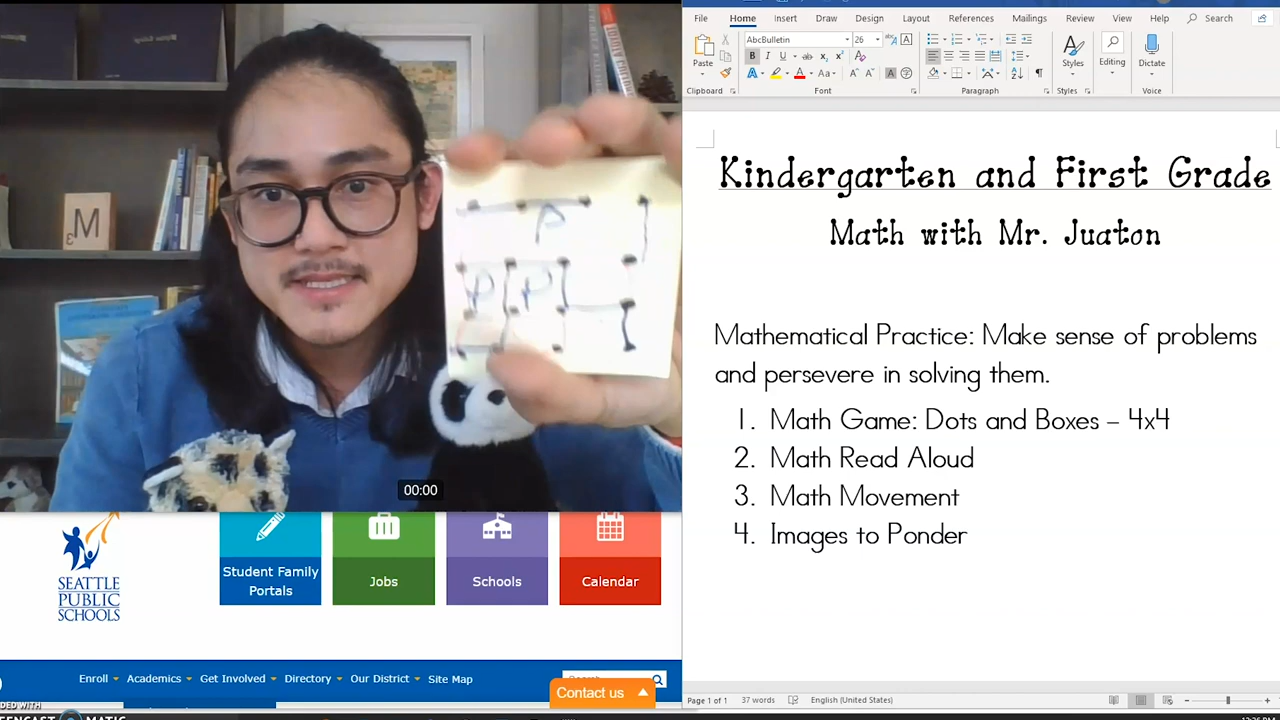 M
3
P
P P
00:00
SEATTLE
PUBLIC
SCHOOLS
Student Family
Portals
Jobs
Schools
Calendar
Enroll
Academics
Get Involved
Directory
Our District
Site Map
Contact us
File Home Insert Draw Design Layout References Mailings Review View Help Search
Paste
Clipboard
AbcBulletin 26
Font
Paragraph
Styles
Styles
Editing
Dictate
Voice
Kindergarten and First Grade
Math with Mr. Juaton
Mathematical Practice: Make sense of problems
and persevere in solving them.
1. Math Game: Dots and Boxes – 4x4
2. Math Read Aloud
3. Math Movement
4. Images to Ponder
Page 1 of 1 37 words English (United States)